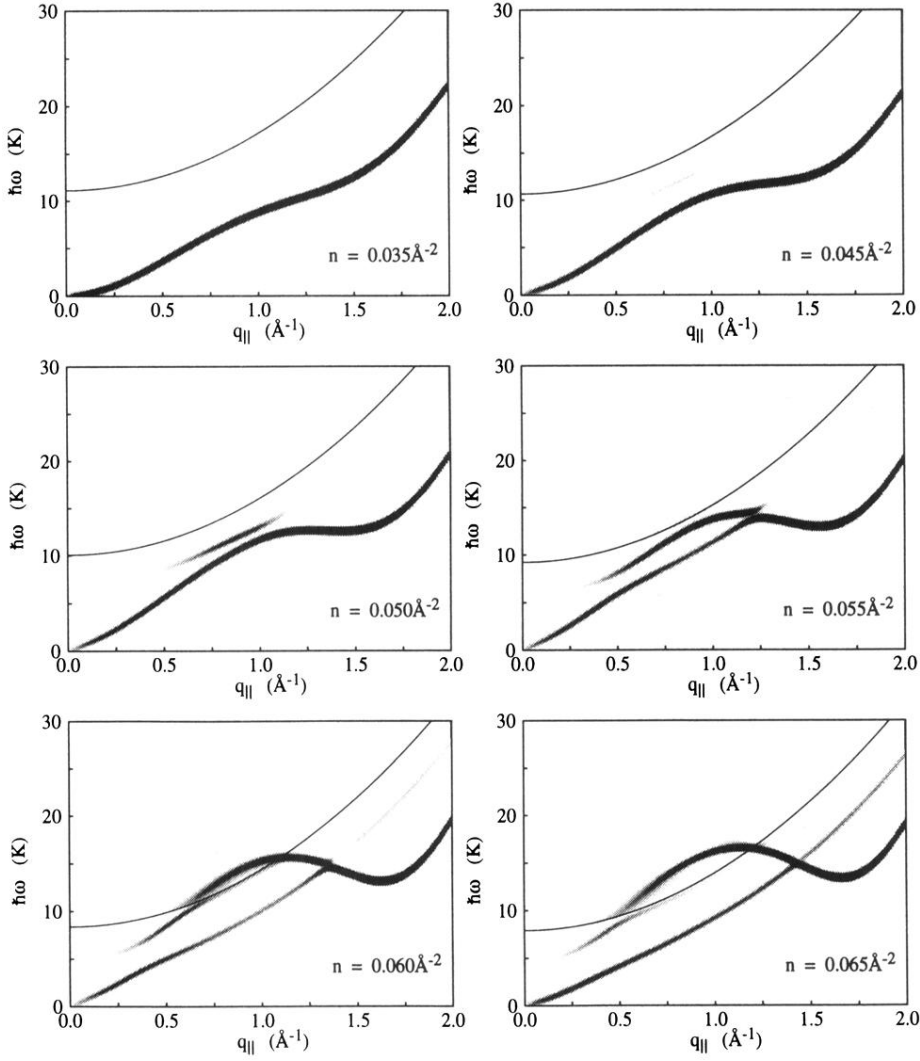 30
20
10
0
ħω (K)
n = 0.035Å⁻²
0.0 0.5 1.0 1.5 2.0
q|| (Å⁻¹)
30
20
10
0
ħω (K)
n = 0.045Å⁻²
0.0 0.5 1.0 1.5 2.0
q|| (Å⁻¹)
30
20
10
0
ħω (K)
n = 0.050Å⁻²
0.0 0.5 1.0 1.5 2.0
q|| (Å⁻¹)
30
20
10
0
ħω (K)
n = 0.055Å⁻²
0.0 0.5 1.0 1.5 2.0
q|| (Å⁻¹)
30
20
10
0
ħω (K)
n = 0.060Å⁻²
0.0 0.5 1.0 1.5 2.0
q|| (Å⁻¹)
30
20
10
0
ħω (K)
n = 0.065Å⁻²
0.0 0.5 1.0 1.5 2.0
q|| (Å⁻¹)